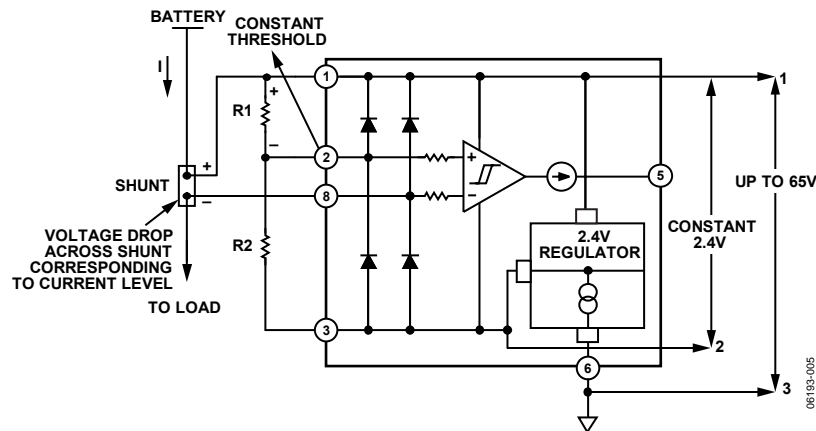 BATTERY
CONSTANT
THRESHOLD
I
1
1
R1
+
−
2
+
−
5
UP TO 65V
SHUNT
+
−
8
CONSTANT
2.4V
2.4V
REGULATOR
VOLTAGE DROP
ACROSS SHUNT
CORRESPONDING
TO CURRENT LEVEL
R2
TO LOAD
3
2
6
3
06193-005